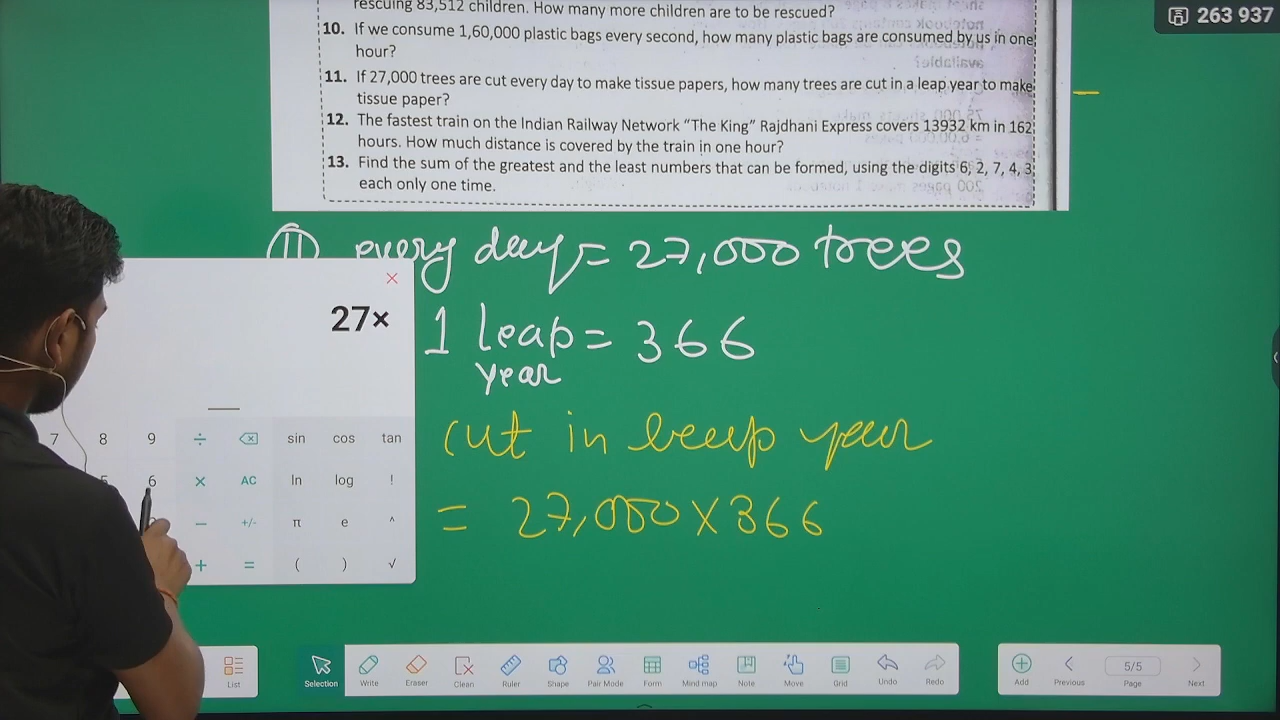 263 937
rescuing 83,512 children. How many more children are to be rescued?
10. If we consume 1,60,000 plastic bags every second, how many plastic bags are consumed by us in one
hour?
11. If 27,000 trees are cut every day to make tissue papers, how many trees are cut in a leap year to make
tissue paper?
12. The fastest train on the Indian Railway Network "The King" Rajdhani Express covers 13932 km in 162
hours. How much distance is covered by the train in one hour?
13. Find the sum of the greatest and the least numbers that can be formed, using the digits 6, 2, 7, 4, 3
each only one time.
11 every day = 27,000 trees
1 leap = 366
year
cut in leap year
= 27,000 × 366
×
27×
7 8 9 ÷ sin cos tan
6 × AC ln log !
− +/- π e ^
+ = ( ) √
List Selection Write Eraser Clean Ruler Shape Pair Mode Form Mind map Note Move Grid Undo Redo Add Previous 5/5 Page Next